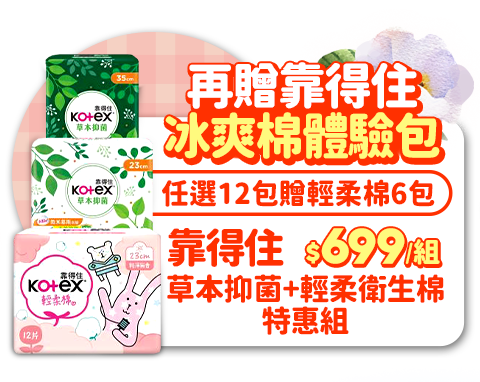 再贈靠得住
冰爽棉體驗包
任選12包贈輕柔棉6包
靠得住 $699/組
草本抑菌+輕柔衛生棉
特惠組
35cm
靠得住
Kotex
草本抑菌
23cm
靠得住
Kotex
草本抑菌
靠得住
Kotex
輕柔棉
23cm
12片